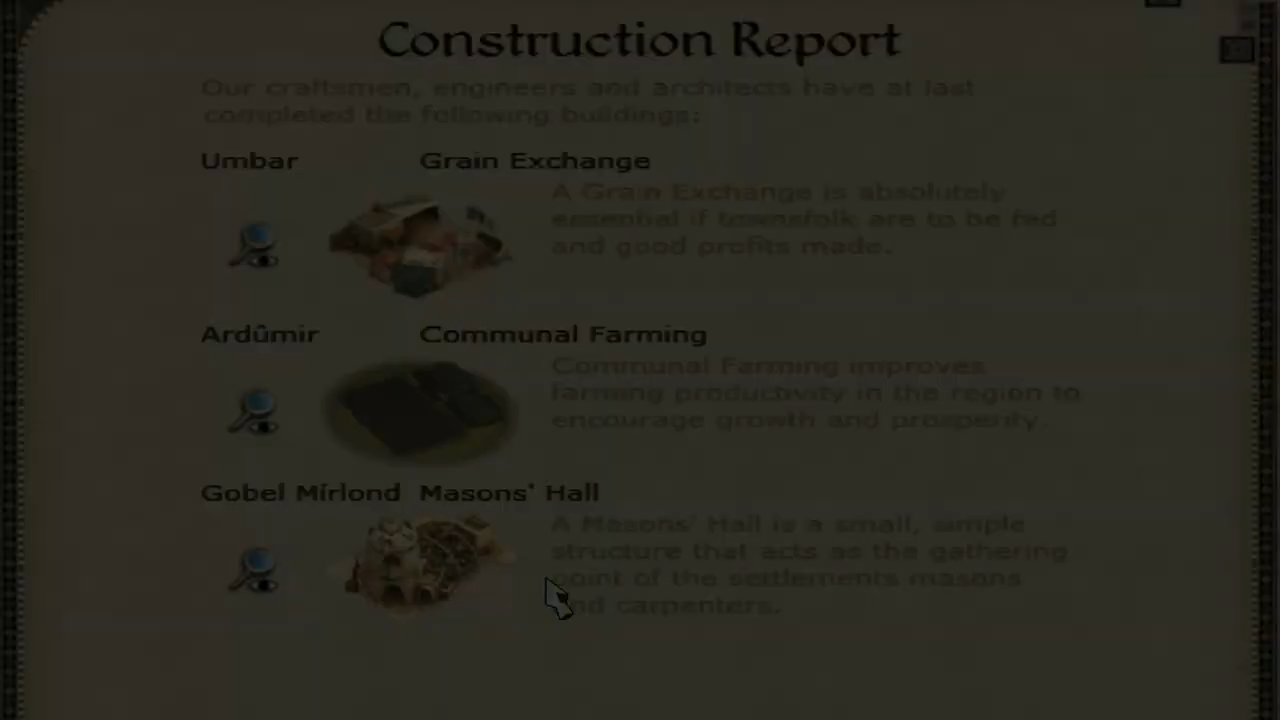 Construction Report
Our craftsmen, engineers and architects have at last
completed the following buildings:
Umbar Grain Exchange
A Grain Exchange is absolutely
essential if townsfolk are to be fed
and good profits made.
Ardûmir Communal Farming
Communal Farming improves
farming productivity in the region to
encourage growth and prosperity.
Gobel Mírlond Masons' Hall
A Masons' Hall is a small, simple
structure that acts as the gathering
point of the settlements masons
and carpenters.